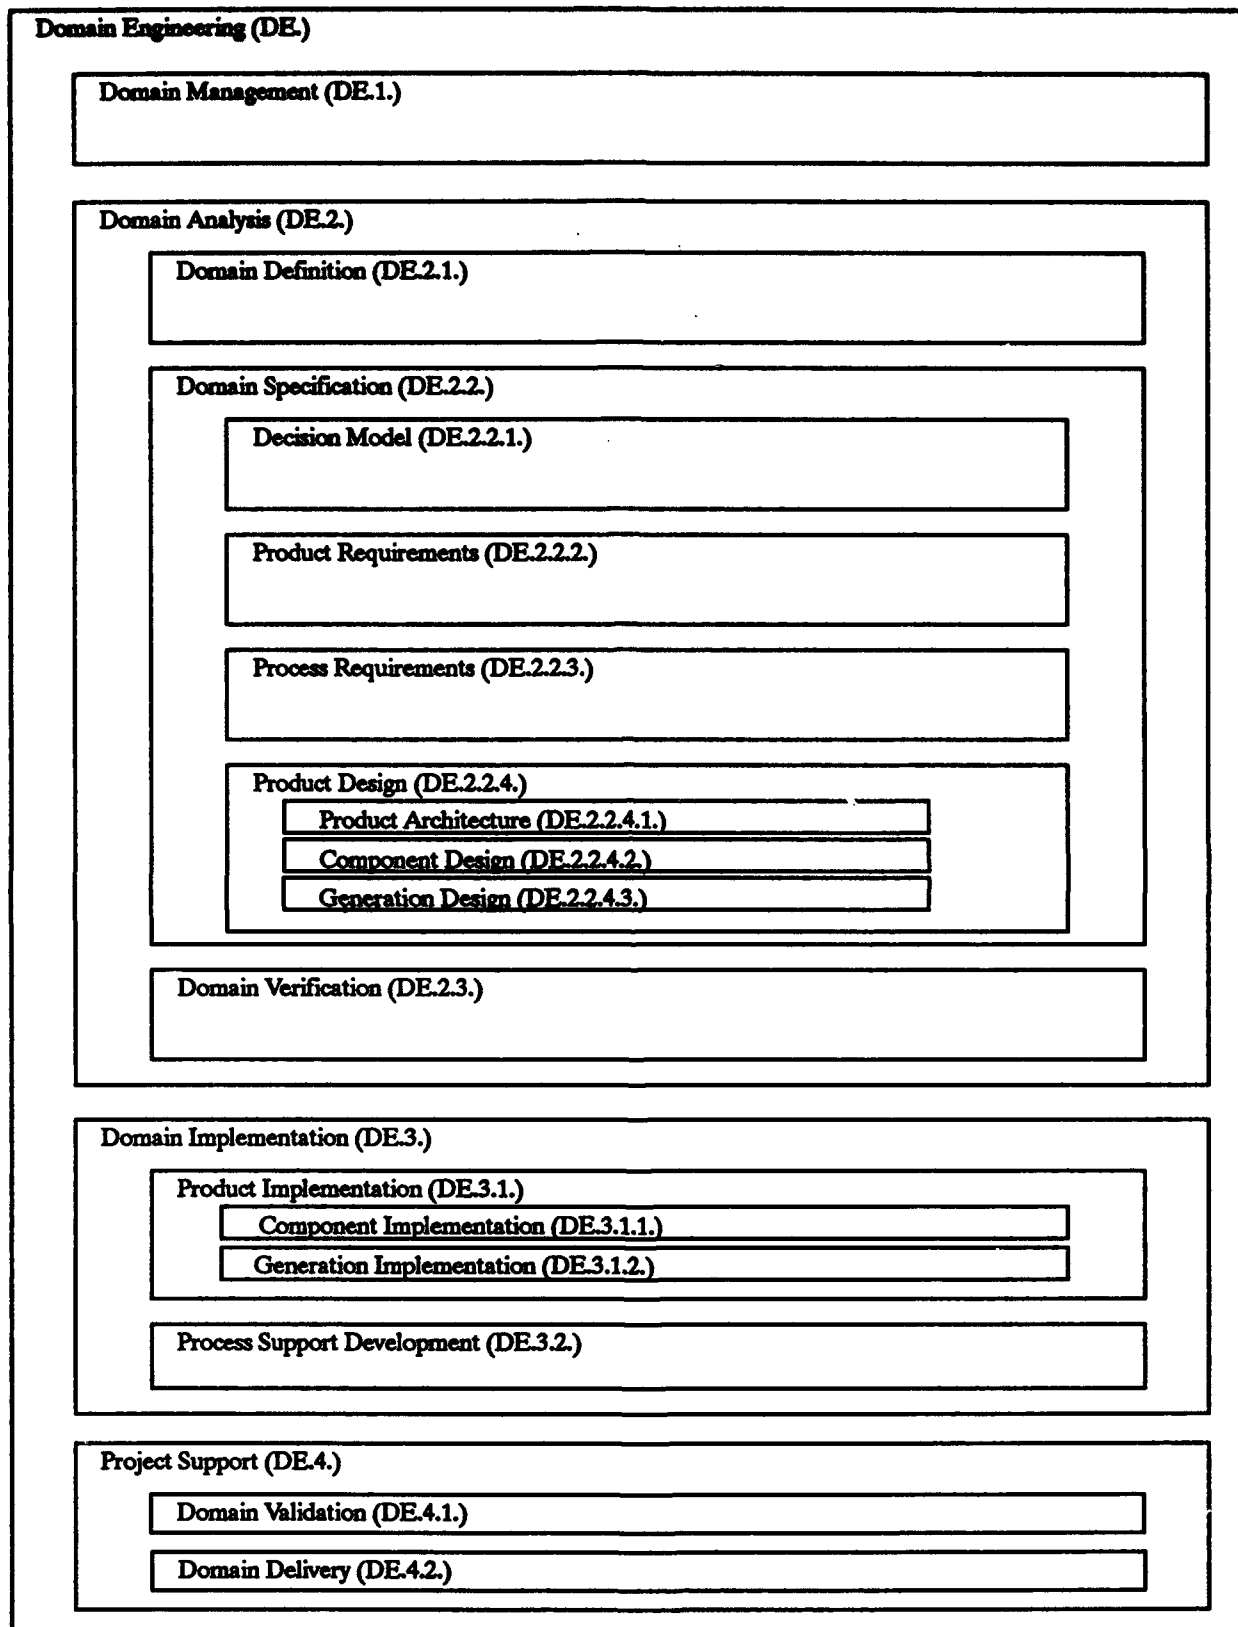 Domain Engineering (DE.)
Domain Management (DE.1.)
Domain Analysis (DE.2.)
Domain Definition (DE.2.1.)
Domain Specification (DE.2.2.)
Decision Model (DE.2.2.1.)
Product Requirements (DE.2.2.2.)
Process Requirements (DE.2.2.3.)
Product Design (DE.2.2.4.)
Product Architecture (DE.2.2.4.1.)
Component Design (DE.2.2.4.2.)
Generation Design (DE.2.2.4.3.)
Domain Verification (DE.2.3.)
Domain Implementation (DE.3.)
Product Implementation (DE.3.1.)
Component Implementation (DE.3.1.1.)
Generation Implementation (DE.3.1.2.)
Process Support Development (DE.3.2.)
Project Support (DE.4.)
Domain Validation (DE.4.1.)
Domain Delivery (DE.4.2.)